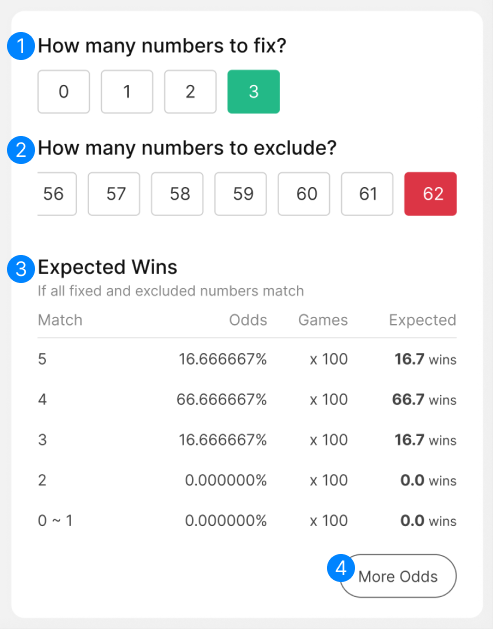 1 How many numbers to fix?
0 1 2 3
2 How many numbers to exclude?
56 57 58 59 60 61 62
3 Expected Wins
If all fixed and excluded numbers match
Match Odds Games Expected
5 16.666667% x 100 16.7 wins
4 66.666667% x 100 66.7 wins
3 16.666667% x 100 16.7 wins
2 0.000000% x 100 0.0 wins
0 ~ 1 0.000000% x 100 0.0 wins
4 More Odds